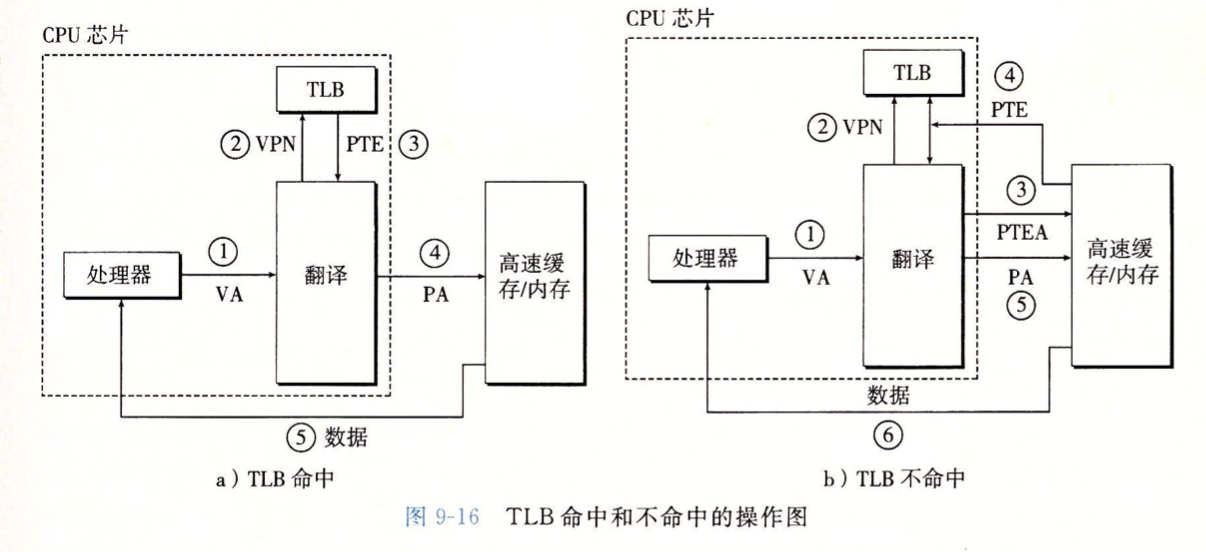 CPU 芯片
TLB
② VPN
PTE ③
处理器
①
VA
翻译
④
PA
高速缓
存/内存
⑤ 数据
a）TLB 命中
CPU 芯片
TLB
② VPN
④
PTE
处理器
①
VA
翻译
③
PTEA
PA
⑤
高速缓
存/内存
数据
⑥
b）TLB 不命中
图 9-16 TLB 命中和不命中的操作图